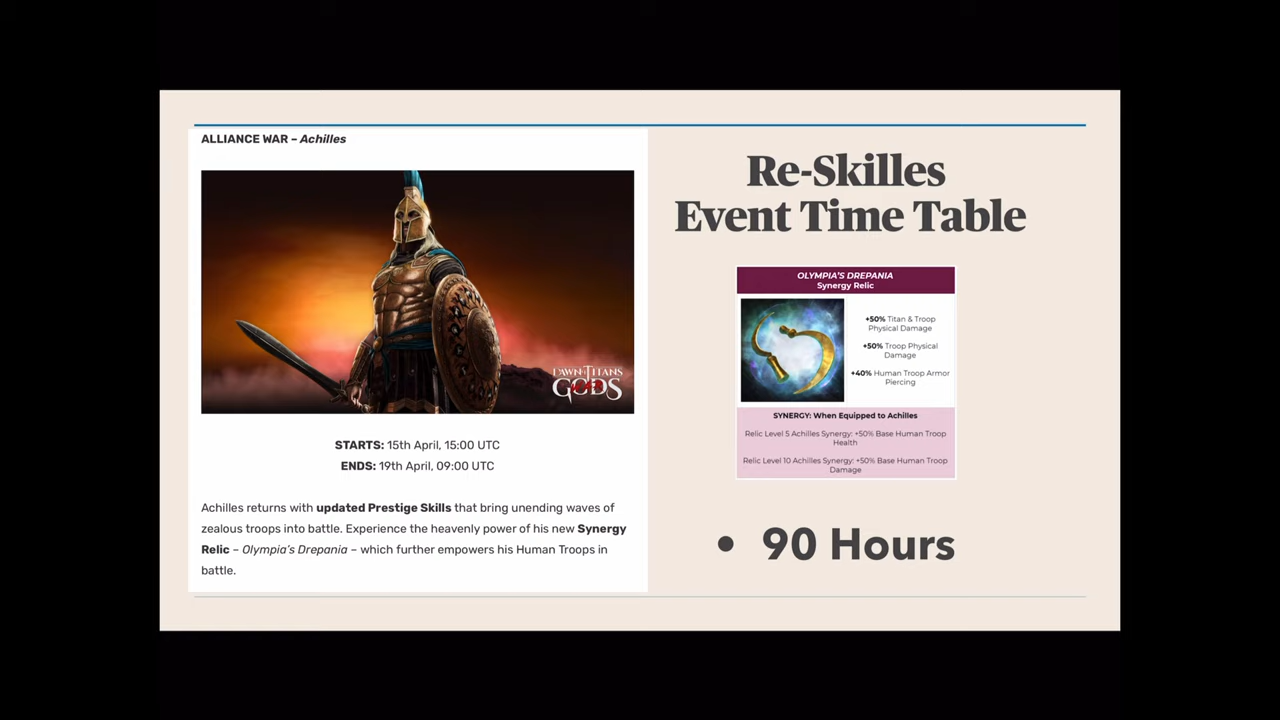 ALLIANCE WAR – Achilles
DAWN OF TITANS
GODS
STARTS: 15th April, 15:00 UTC
ENDS: 19th April, 09:00 UTC
Achilles returns with updated Prestige Skills that bring unending waves of
zealous troops into battle. Experience the heavenly power of his new Synergy
Relic – Olympia's Drepania – which further empowers his Human Troops in
battle.
Re-Skilles
Event Time Table
OLYMPIA'S DREPANIA
Synergy Relic
+50% Titan & Troop
Physical Damage
+50% Troop Physical
Damage
+40% Human Troop Armor
Piercing
SYNERGY: When Equipped to Achilles
Relic Level 5 Achilles Synergy: +50% Base Human Troop
Health
Relic Level 10 Achilles Synergy: +50% Base Human Troop
Damage
• 90 Hours